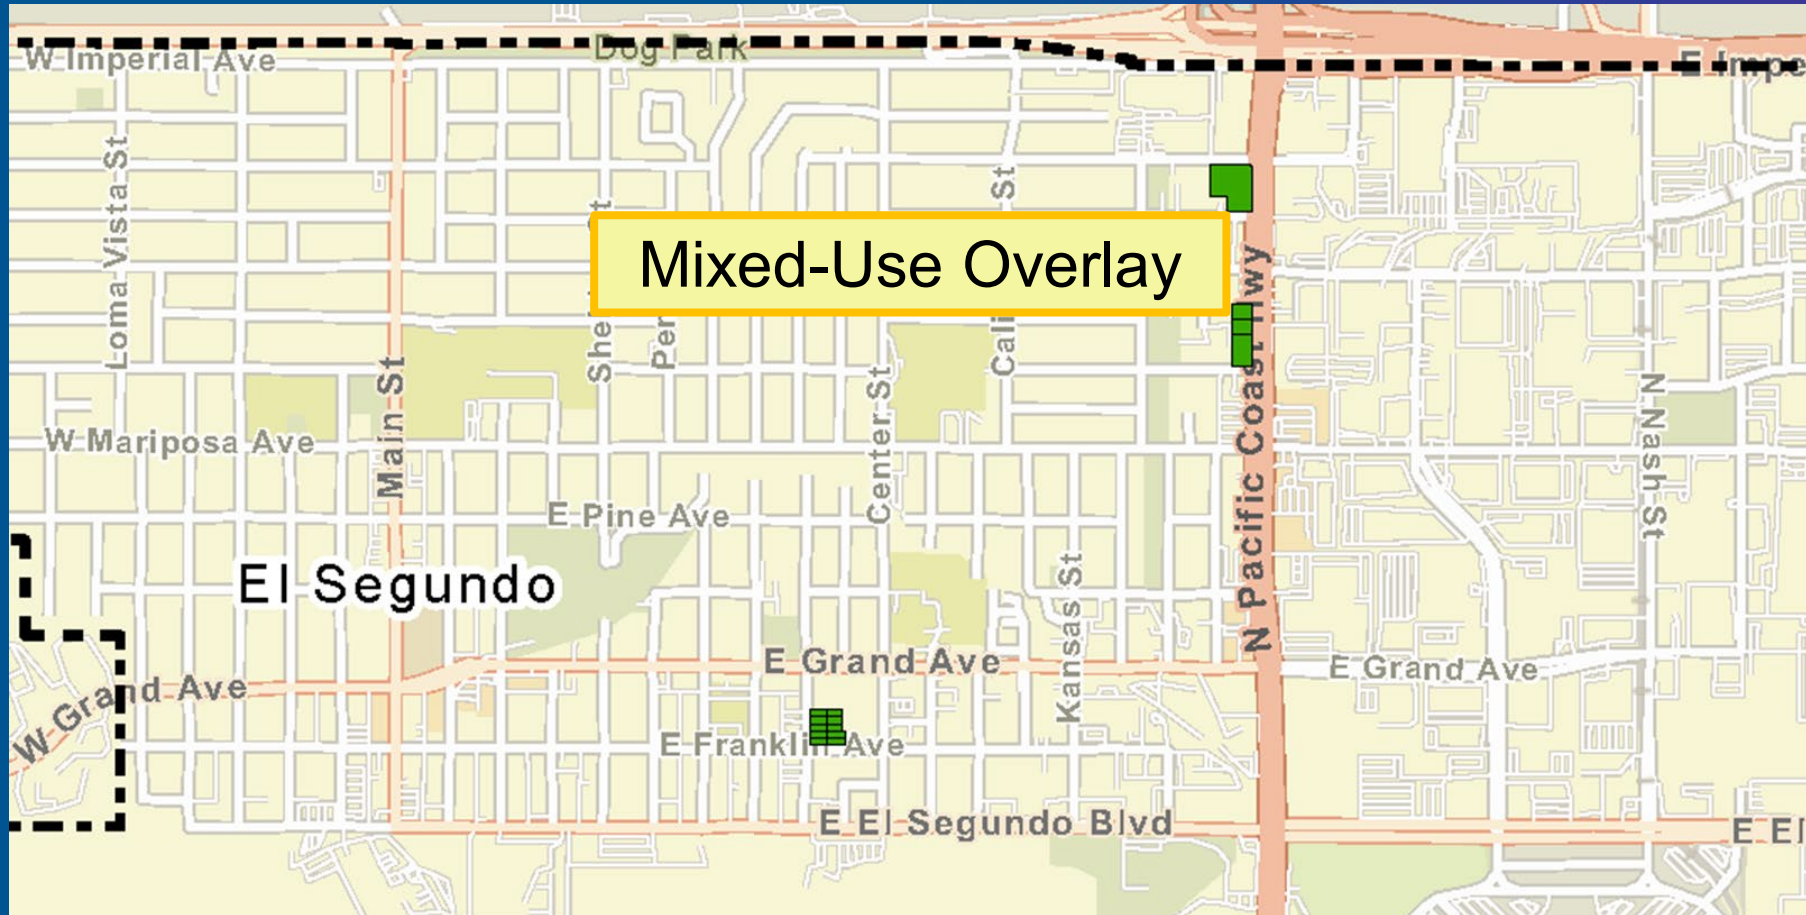 W Imperial Ave
Dog Park
E Impe
Loma Vista St
St
Mixed-Use Overlay
She
Per
Cali
Main St
Center St
N Pacific Coast Hwy
N Nash St
W Mariposa Ave
E Pine Ave
El Segundo
Kansas St
E Grand Ave
E Grand Ave
W Grand Ave
E Franklin Ave
E El Segundo Blvd
E El